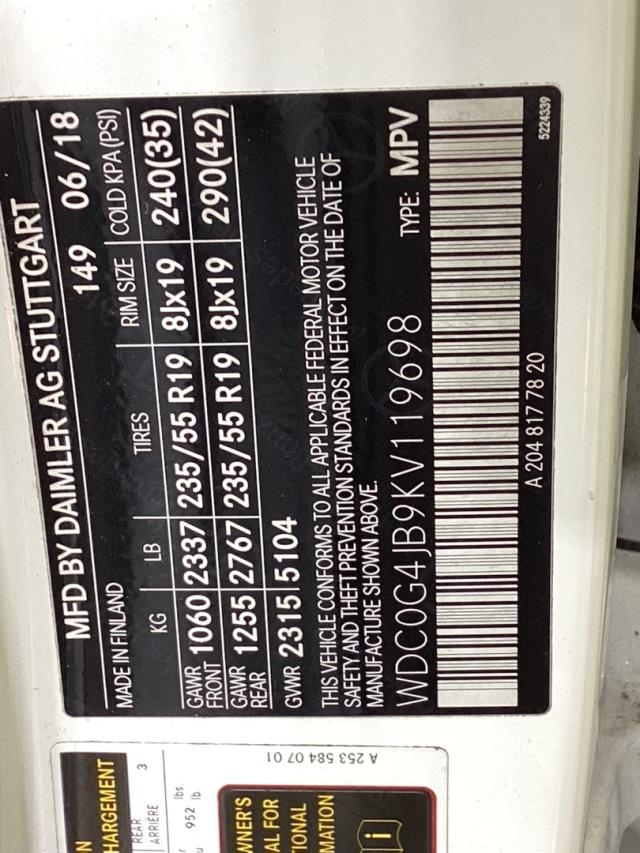 MFD BY DAIMLER AG STUTTGART
MADE IN FINLAND 149 06/18
KG LB TIRES RIM SIZE COLD KPA (PSI)
GAWR FRONT 1060 2337 235/55 R19 8Jx19 240(35)
GAWR REAR 1255 2767 235/55 R19 8Jx19 290(42)
GVWR 2315 5104
THIS VEHICLE CONFORMS TO ALL APPLICABLE FEDERAL MOTOR VEHICLE
SAFETY AND THEFT PREVENTION STANDARDS IN EFFECT ON THE DATE OF
MANUFACTURE SHOWN ABOVE.
WDC0G4JB9KV119698 TYPE: MPV
A 204 817 78 20
5224339
HARGEMENT
REAR
ARRIÈRE 3
952 lbs.
lb
A 253 584 07 01
WNER'S
AL FOR
TIONAL
MATION
i